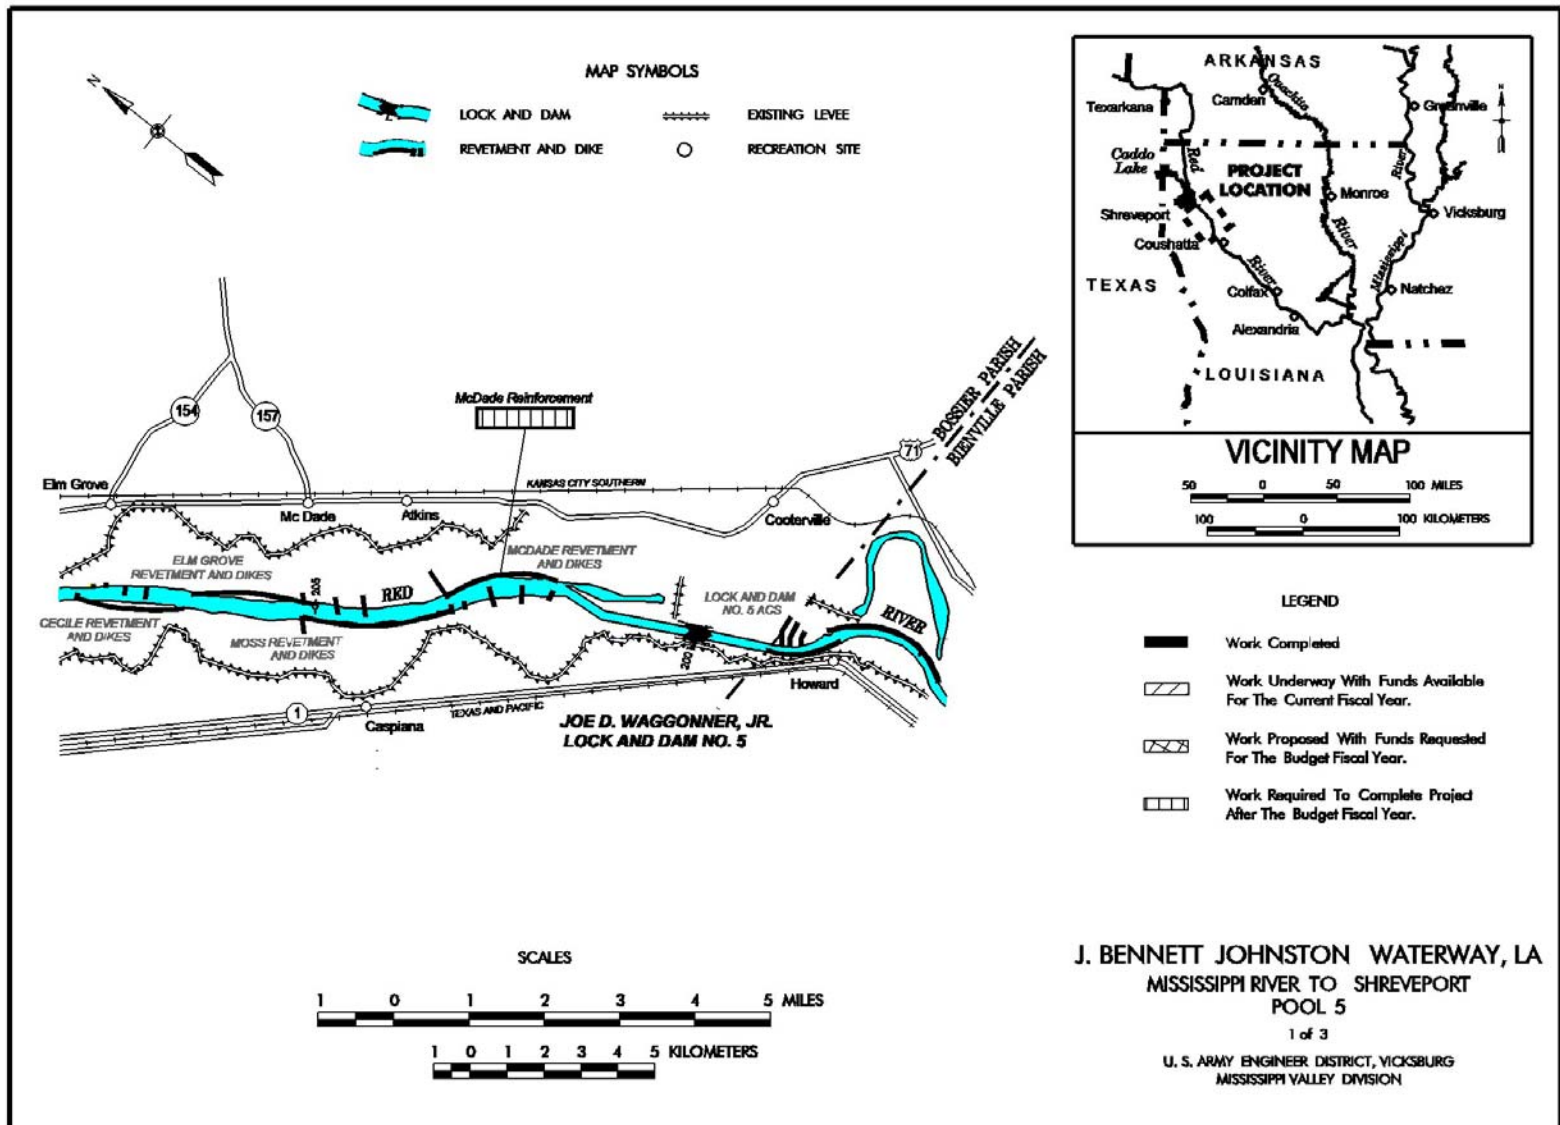 N
MAP SYMBOLS
LOCK AND DAM
EXISTING LEVEE
REVETMENT AND DIKE
RECREATION SITE
ARKANSAS
Ouachita
Texarkana
Camden
Greenville
N
Caddo
Lake
Red
River
PROJECT
LOCATION
Monroe
Shreveport
Vicksburg
Coushatta
River
River
Mississippi
TEXAS
Colfax
Natchez
Alexandria
LOUISIANA
VICINITY MAP
50 0 50 100 MILES
100 0 100 KILOMETERS
BOSSIER PARISH
BIENVILLE PARISH
McDade Reinforcement
154
157
71
Elm Grove
KANSAS CITY SOUTHERN
Mc Dade
Atkins
Cooterville
ELM GROVE
REVETMENT AND DIKES
MCDADE REVETMENT
AND DIKES
205
RED
LOCK AND DAM
NO. 5 ACS
RIVER
CECILE REVETMENT
AND DIKES
MOSS REVETMENT
AND DIKES
200
Howard
1
Caspiana
TEXAS AND PACIFIC
JOE D. WAGGONNER, JR.
LOCK AND DAM NO. 5
LEGEND
Work Completed
Work Underway With Funds Available
For The Current Fiscal Year.
Work Proposed With Funds Requested
For The Budget Fiscal Year.
Work Required To Complete Project
After The Budget Fiscal Year.
SCALES
1 0 1 2 3 4 5 MILES
1 0 1 2 3 4 5 KILOMETERS
J. BENNETT JOHNSTON WATERWAY, LA
MISSISSIPPI RIVER TO SHREVEPORT
POOL 5
1 of 3
U. S. ARMY ENGINEER DISTRICT, VICKSBURG
MISSISSIPPI VALLEY DIVISION